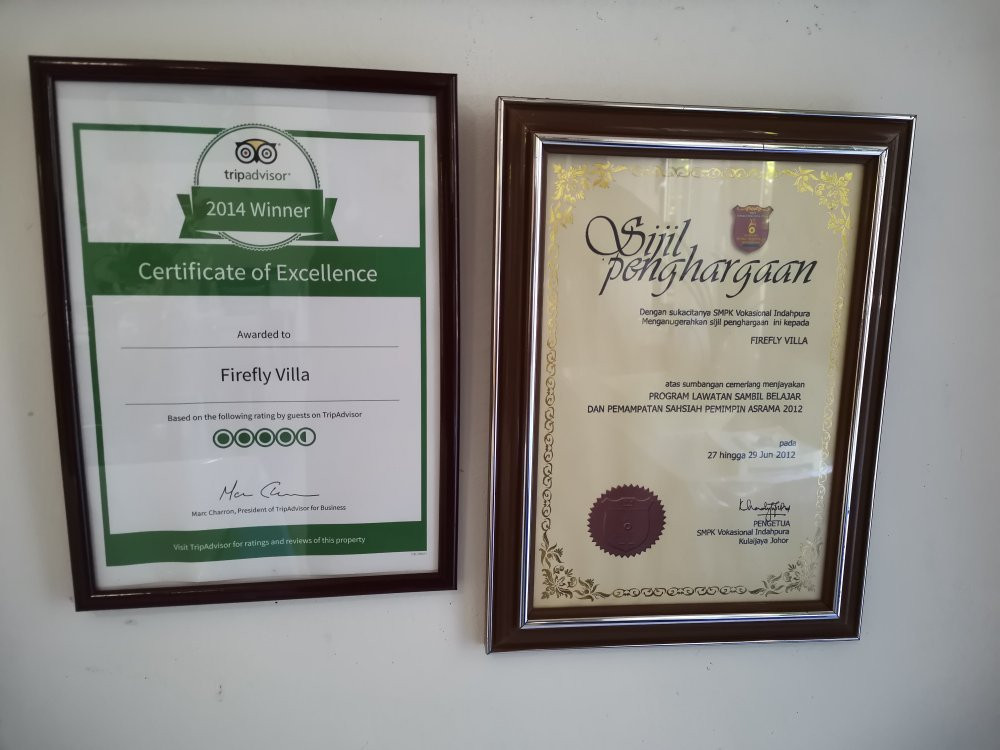 tripadvisor
2014 Winner
Certificate of Excellence
Awarded to
Firefly Villa
Based on the following rating by guests on TripAdvisor
Marc Charron, President of TripAdvisor for Business
Visit TripAdvisor for ratings and reviews of this property
Sijil
penghargaan
Dengan sukacitanya SMPK Vokasional Indahpura
Menganugerahkan sijil penghargaan ini kepada
FIREFLY VILLA
atas sumbangan cemerlang menjayakan
PROGRAM LAWATAN SAMBIL BELAJAR
DAN PEMAMPATAN SAHSIAH PEMIMPIN ASRAMA 2012
pada
27 hingga 29 Jun 2012
PENGETUA
SMPK Vokasional Indahpura
Kulaijaya Johor